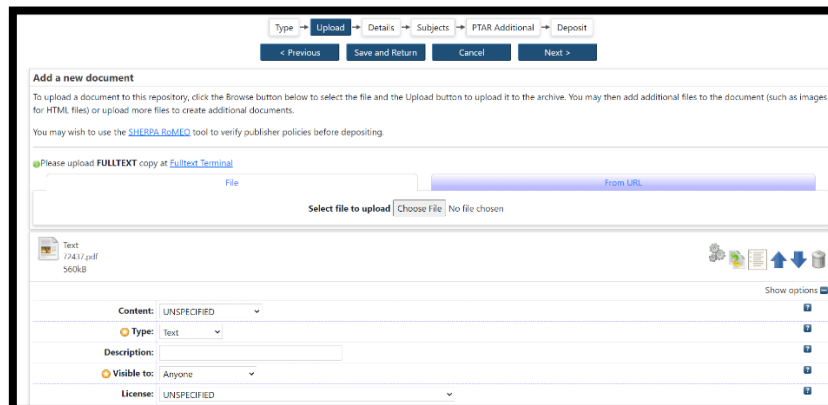 Type Upload Details Subjects PTAR Additional Deposit
< Previous Save and Return Cancel Next >
Add a new document
To upload a document to this repository, click the Browse button below to select the file and the Upload button to upload it to the archive. You may then add additional files to the document (such as images
for HTML files) or upload more files to create additional documents.
You may wish to use the SHERPA RoMEO tool to verify publisher policies before depositing.
Please upload FULLTEXT copy at Fulltext Terminal
File From URL
Select file to upload Choose File No file chosen
Text
72437.pdf
560kB
Show options
Content: UNSPECIFIED
Type: Text
Description:
Visible to: Anyone
License: UNSPECIFIED